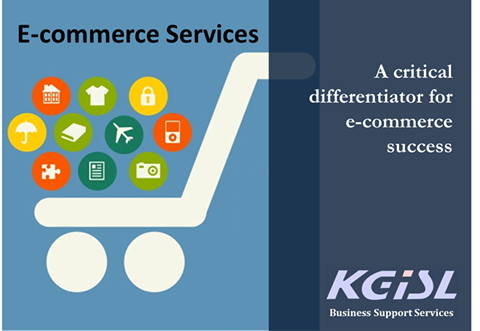 E-commerce Services
A critical
differentiator for
e-commerce
success
KGiSL
Business Support Services